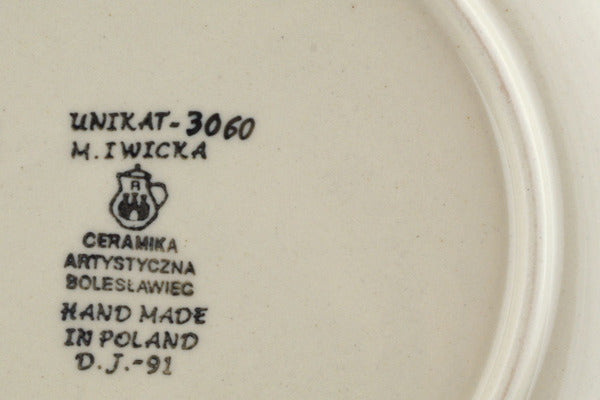 UNIKAT-3060
M. IWICKA
A
CERAMIKA
ARTYSTYCZNA
BOLESŁAWIEC
HAND MADE
IN POLAND
D.J.-91